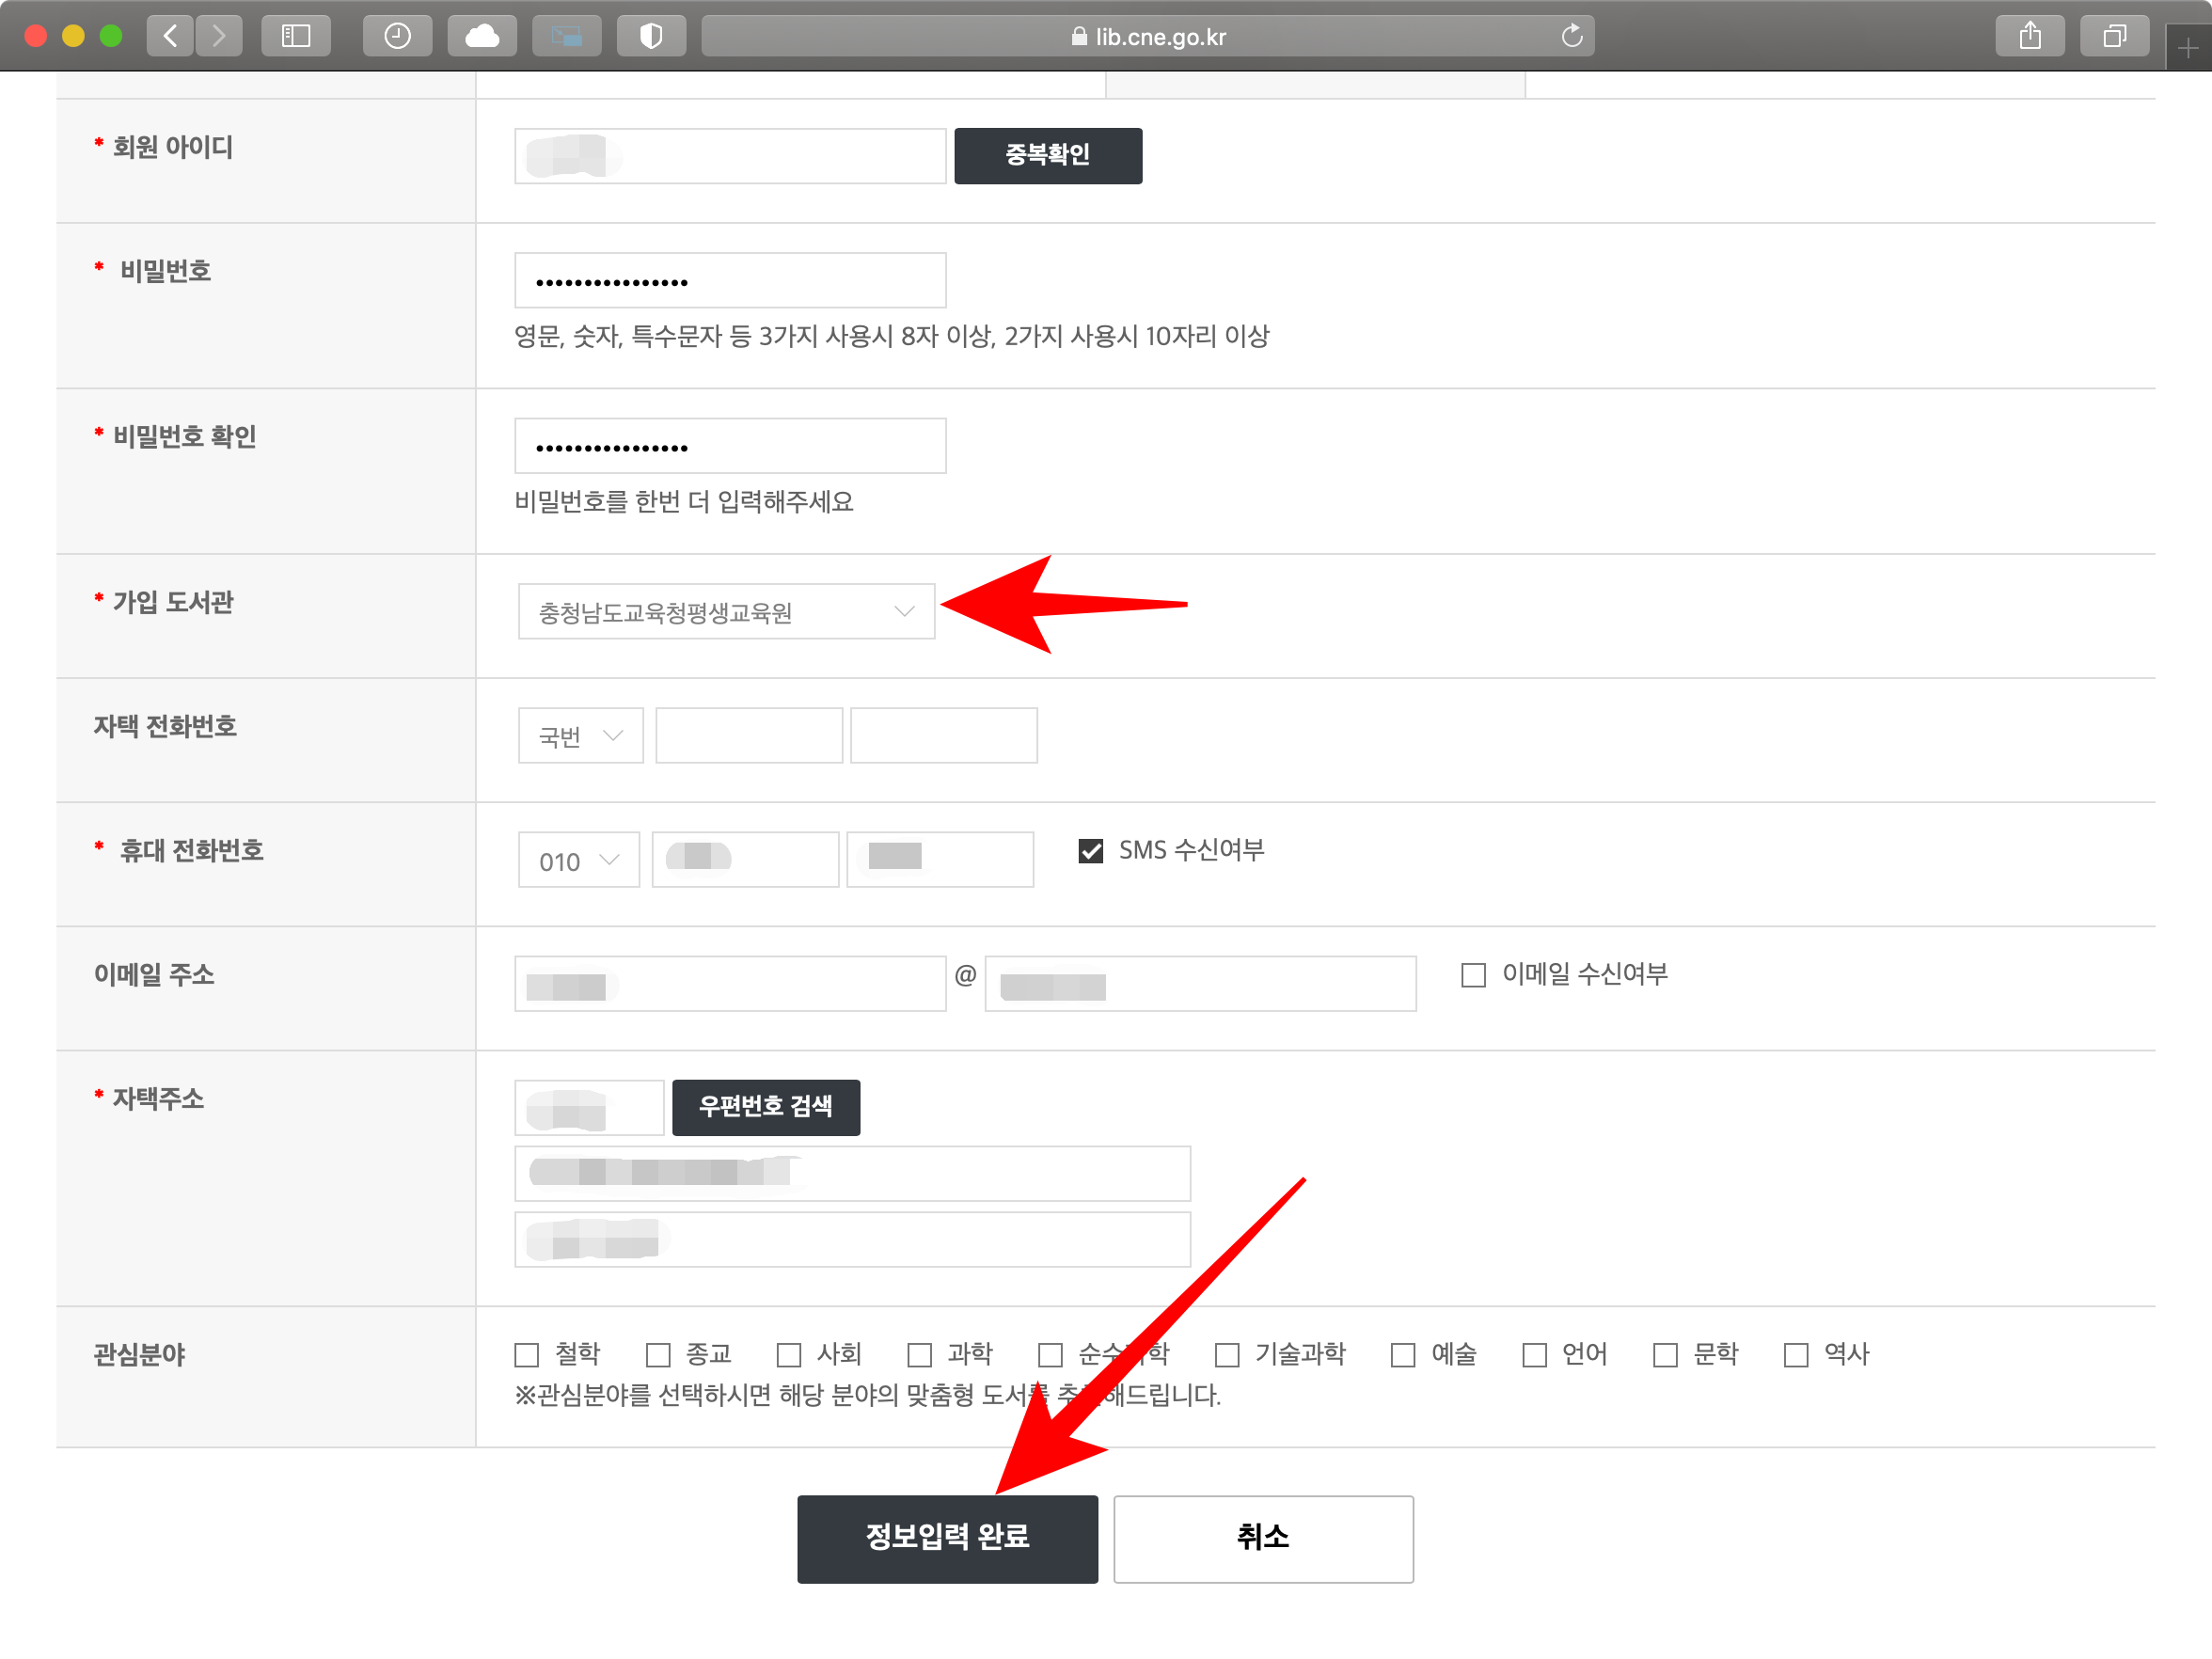 lib.cne.go.kr
* 회원 아이디
중복확인
* 비밀번호
••••••••••••••••
영문, 숫자, 특수문자 등 3가지 사용시 8자 이상, 2가지 사용시 10자리 이상
* 비밀번호 확인
••••••••••••••••
비밀번호를 한번 더 입력해주세요
* 가입 도서관
충청남도교육청평생교육원
자택 전화번호
국번
* 휴대 전화번호
010
SMS 수신여부
이메일 주소
@
이메일 수신여부
* 자택주소
우편번호 검색
관심분야
철학 종교 사회 과학 순수과학 기술과학 예술 언어 문학 역사
※관심분야를 선택하시면 해당 분야의 맞춤형 도서를 추천해드립니다.
정보입력 완료
취소